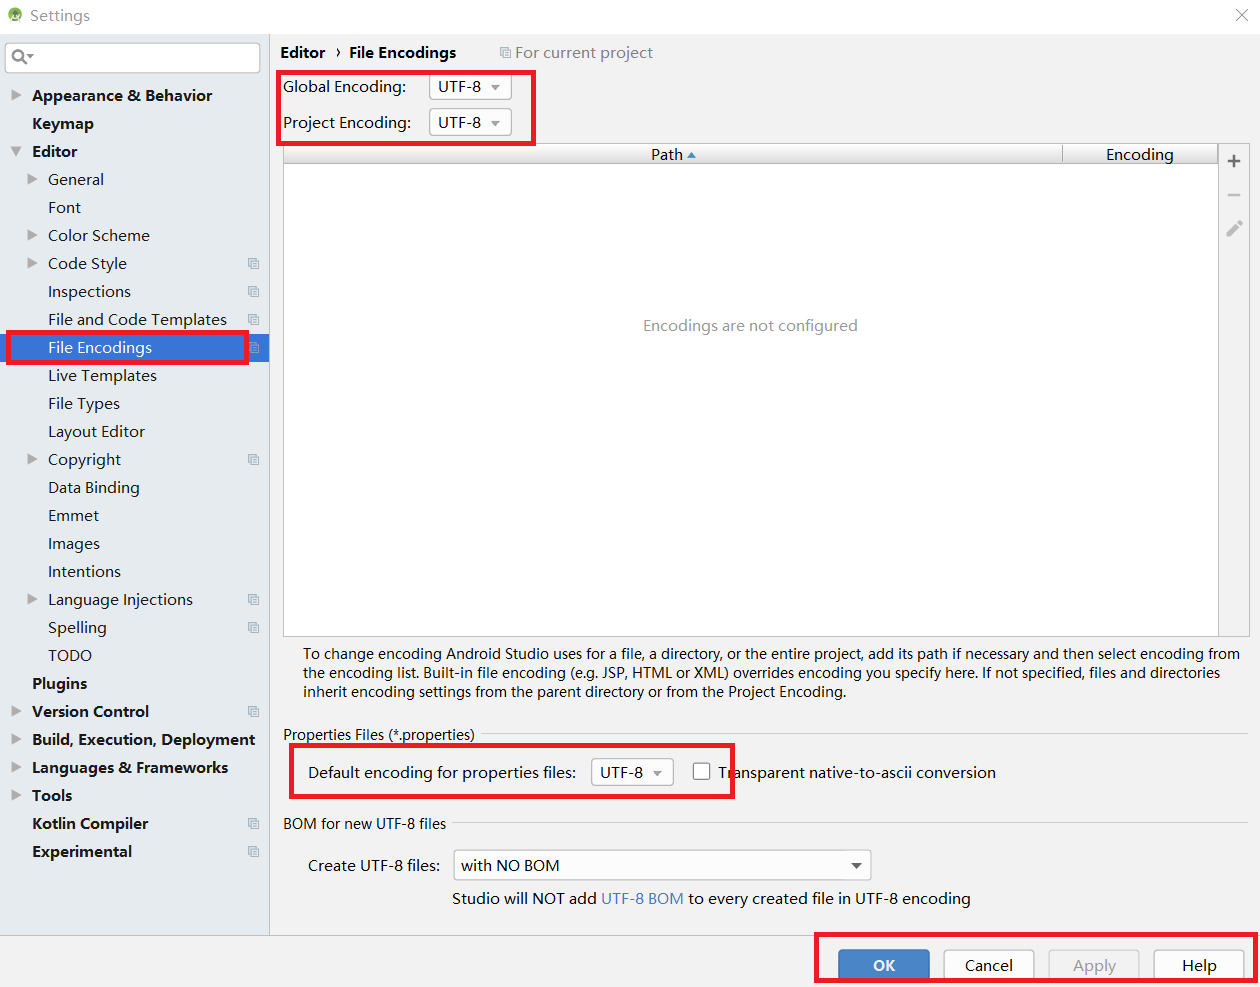 Settings
Appearance & Behavior
Keymap
Editor
General
Font
Color Scheme
Code Style
Inspections
File and Code Templates
File Encodings
Live Templates
File Types
Layout Editor
Copyright
Data Binding
Emmet
Images
Intentions
Language Injections
Spelling
TODO
Plugins
Version Control
Build, Execution, Deployment
Languages & Frameworks
Tools
Kotlin Compiler
Experimental
Editor › File Encodings For current project
Global Encoding: UTF-8
Project Encoding: UTF-8
Path Encoding
Encodings are not configured
To change encoding Android Studio uses for a file, a directory, or the entire project, add its path if necessary and then select encoding from
the encoding list. Built-in file encoding (e.g. JSP, HTML or XML) overrides encoding you specify here. If not specified, files and directories
inherit encoding settings from the parent directory or from the Project Encoding.
Properties Files (*.properties)
Default encoding for properties files: UTF-8 Transparent native-to-ascii conversion
BOM for new UTF-8 files
Create UTF-8 files: with NO BOM
Studio will NOT add UTF-8 BOM to every created file in UTF-8 encoding
OK Cancel Apply Help